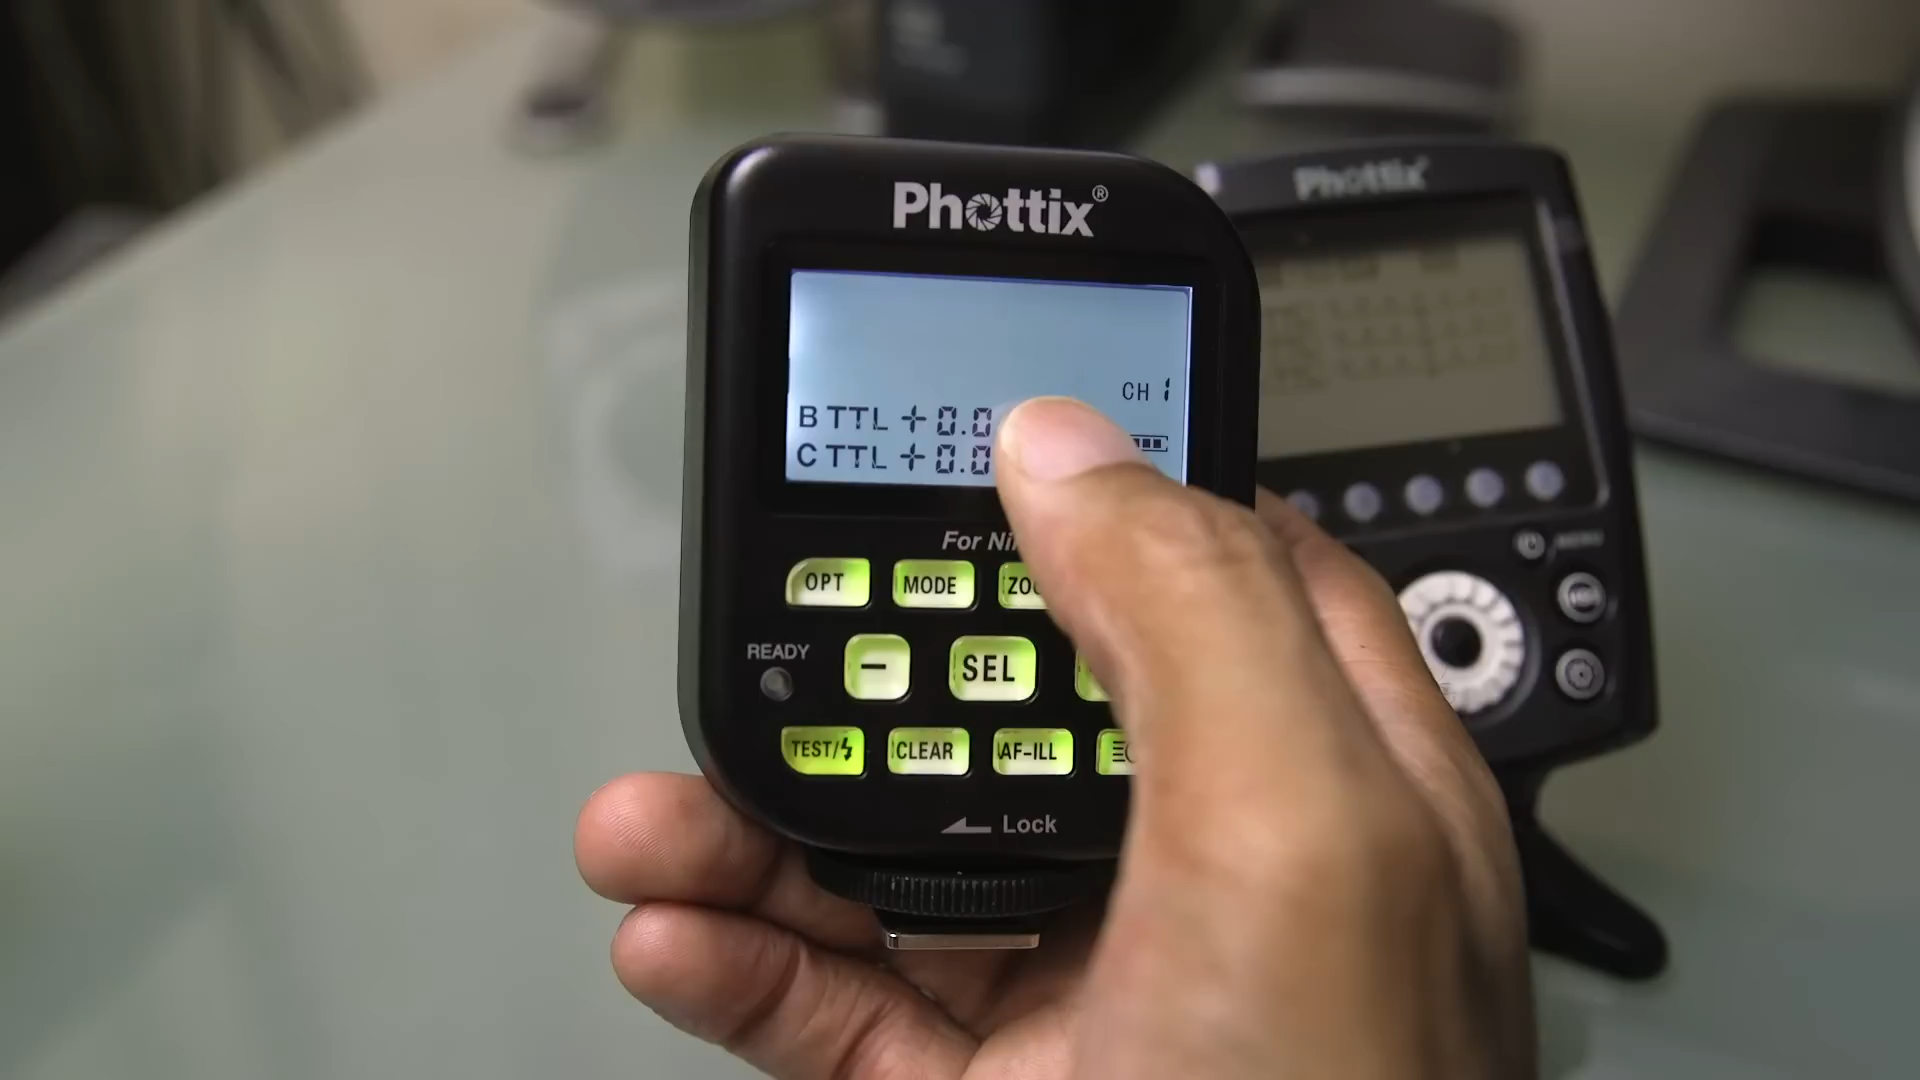 Phottix®
Phottix
CH 1
B TTL +0.0
C TTL +0.0
For
OPT
MODE
READY
−
SEL
TEST/⚡
CLEAR
AF-ILL
Lock